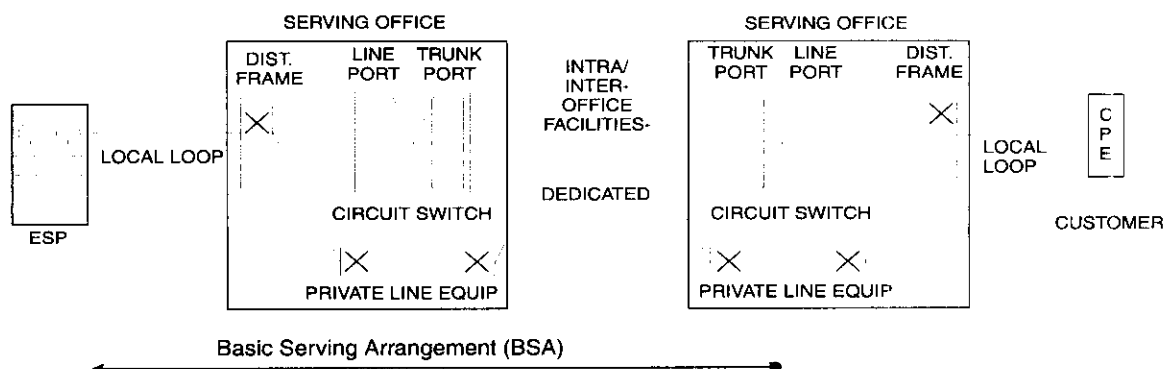 SERVING OFFICE
DIST.
FRAME
LINE
PORT
TRUNK
PORT
LOCAL LOOP
ESP
CIRCUIT SWITCH
PRIVATE LINE EQUIP
INTRA/
INTER-
OFFICE
FACILITIES-
DEDICATED
SERVING OFFICE
TRUNK
PORT
LINE
PORT
DIST.
FRAME
CIRCUIT SWITCH
PRIVATE LINE EQUIP
LOCAL
LOOP
C
P
E
CUSTOMER
Basic Serving Arrangement (BSA)